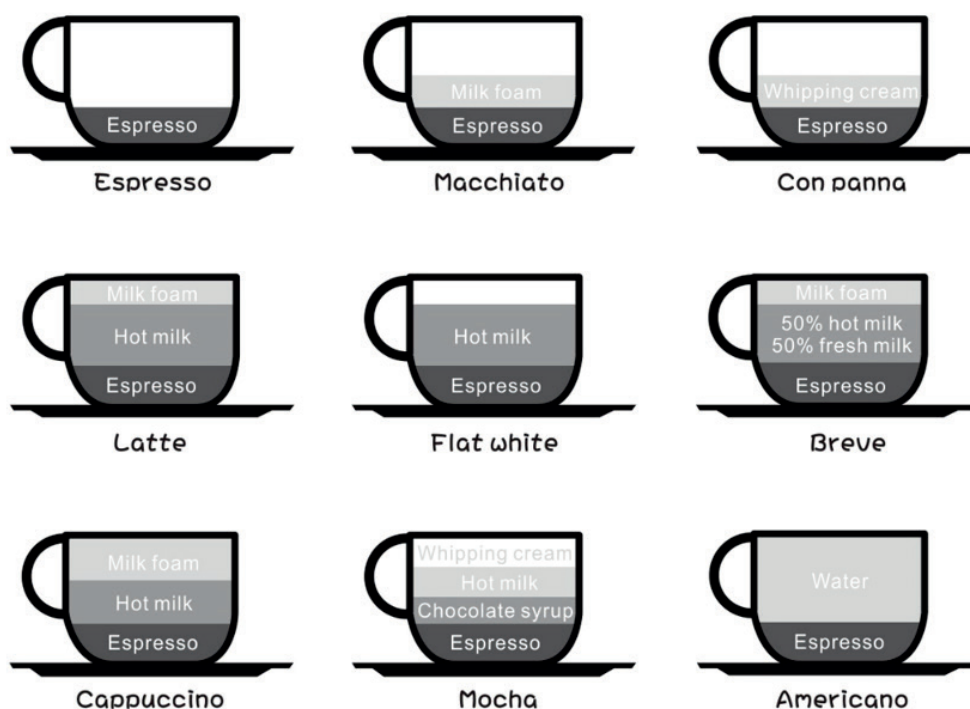 Espresso
Espresso
Milk foam
Espresso
Macchiato
Whipping cream
Espresso
Con panna
Milk foam
Hot milk
Espresso
Latte
Hot milk
Espresso
Flat white
Milk foam
50% hot milk
50% fresh milk
Espresso
Breve
Milk foam
Hot milk
Espresso
Cappuccino
Whipping cream
Hot milk
Chocolate syrup
Espresso
Mocha
Water
Espresso
Americano